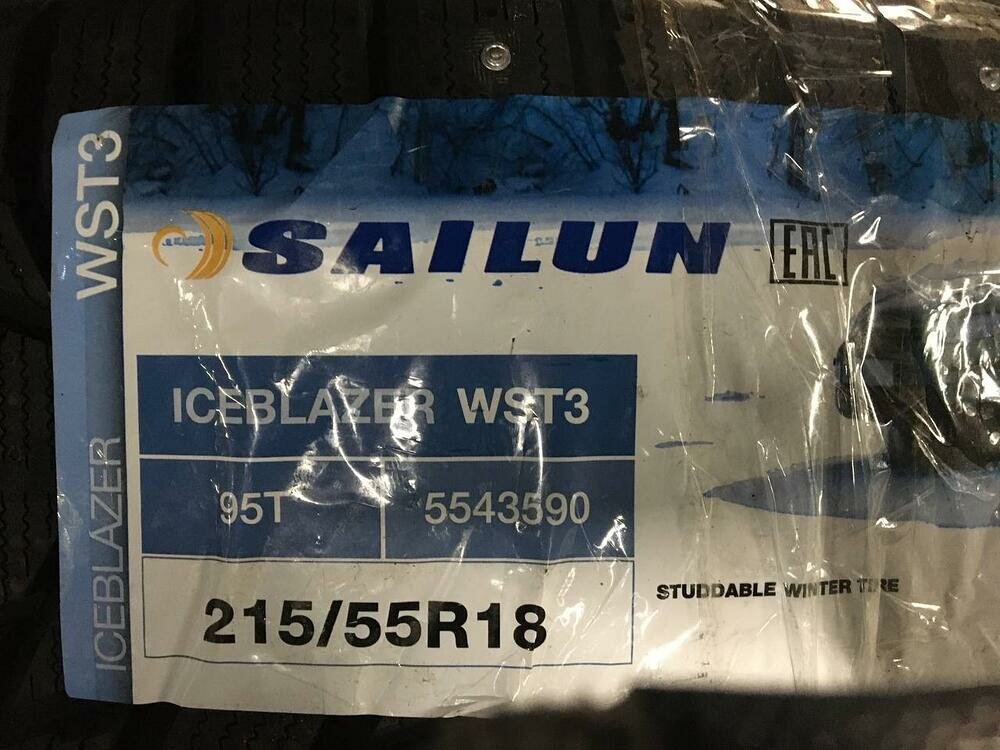 WST3
ICEBLAZER
SAILUN
EAC
ICEBLAZER WST3
95T 5543590
215/55R18
STUDDABLE WINTER TIRE